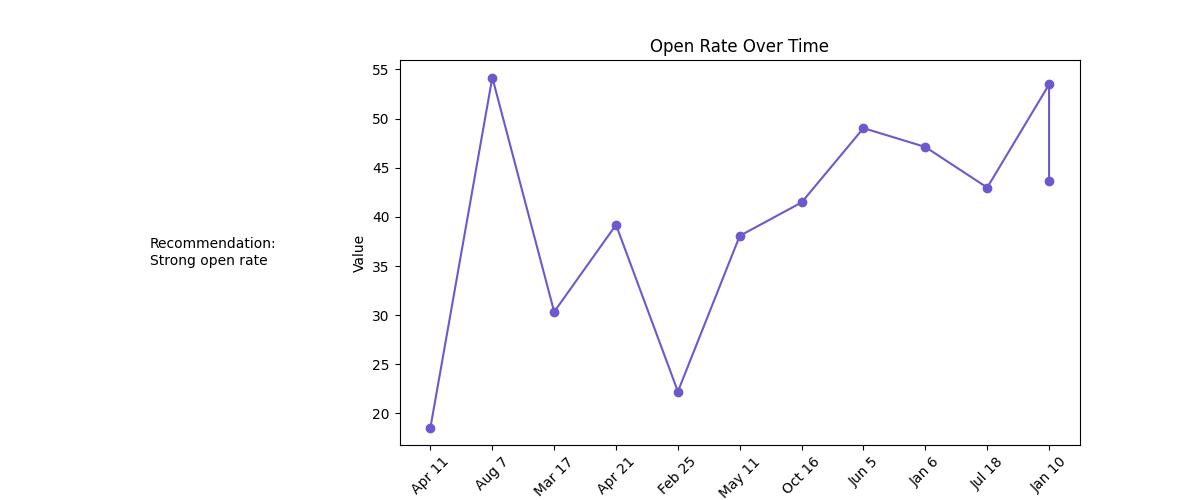 Open Rate Over Time
Recommendation:
Strong open rate
Value
55
50
45
40
35
30
25
20
Apr 11
Aug 7
Mar 17
Apr 21
Feb 25
May 11
Oct 16
Jun 5
Jan 6
Jul 18
Jan 10